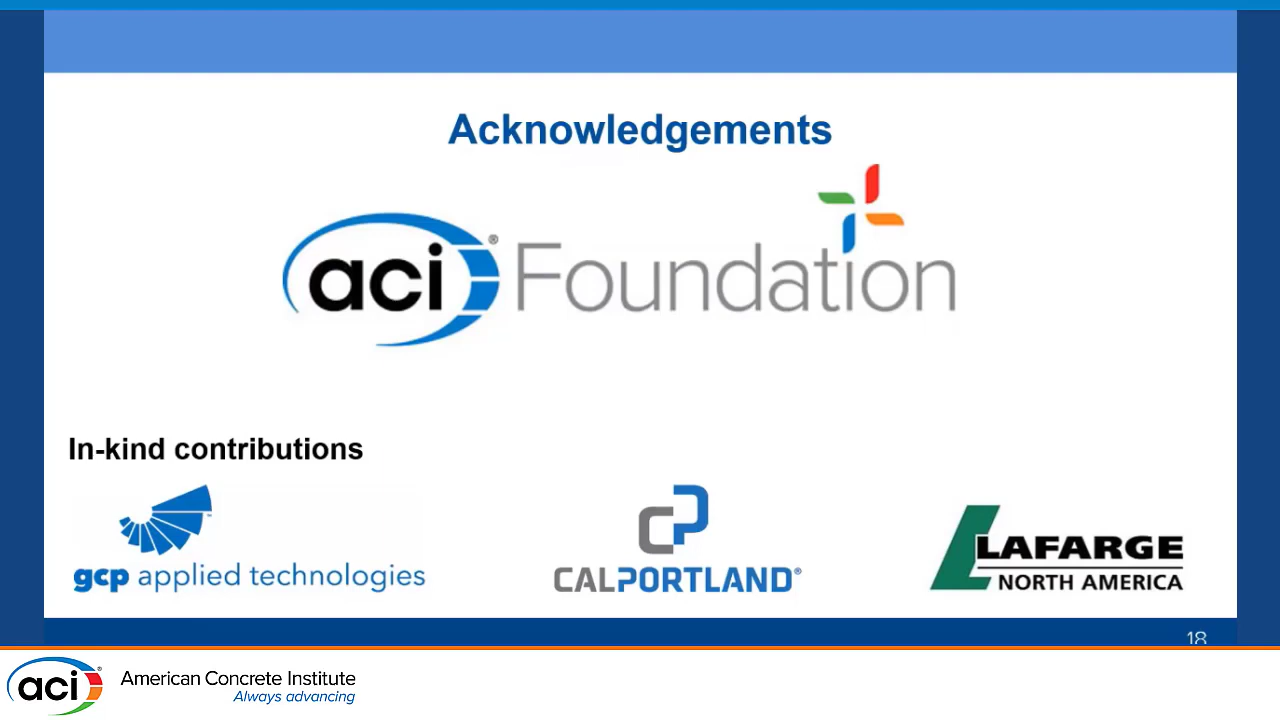 Acknowledgements
aci® Foundation
In-kind contributions
gcp applied technologies
CALPORTLAND®
LAFARGE
NORTH AMERICA
18
aci® American Concrete Institute
Always advancing